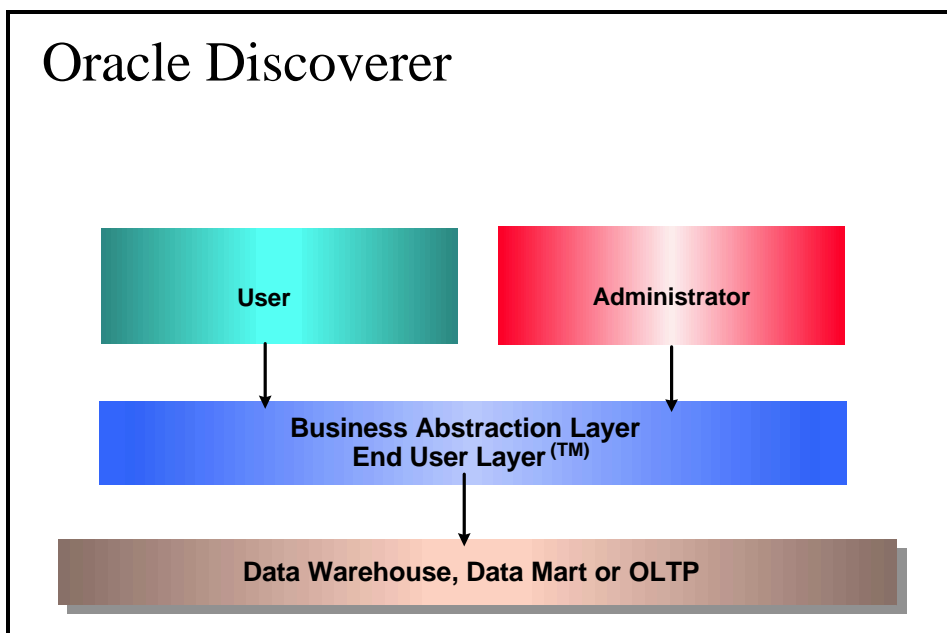 Oracle Discoverer
User
Administrator
Business Abstraction Layer
End User Layer (TM)
Data Warehouse, Data Mart or OLTP